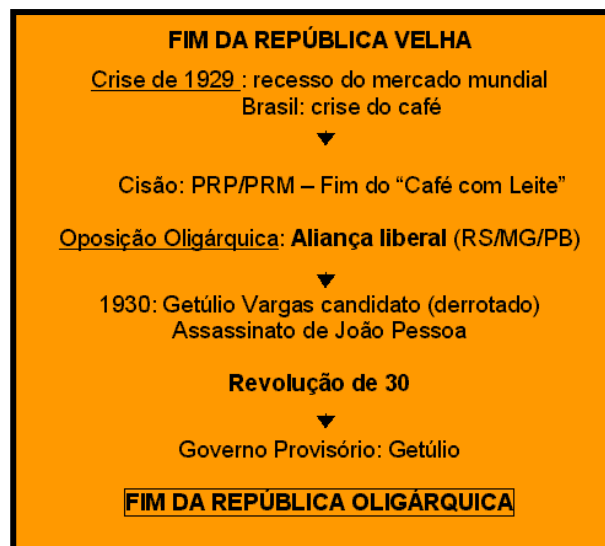 FIM DA REPÚBLICA VELHA
Crise de 1929 : recesso do mercado mundial
Brasil: crise do café
Cisão: PRP/PRM – Fim do “Café com Leite”
Oposição Oligárquica: Aliança liberal (RS/MG/PB)
1930: Getúlio Vargas candidato (derrotado)
Assassinato de João Pessoa
Revolução de 30
Governo Provisório: Getúlio
FIM DA REPÚBLICA OLIGÁRQUICA